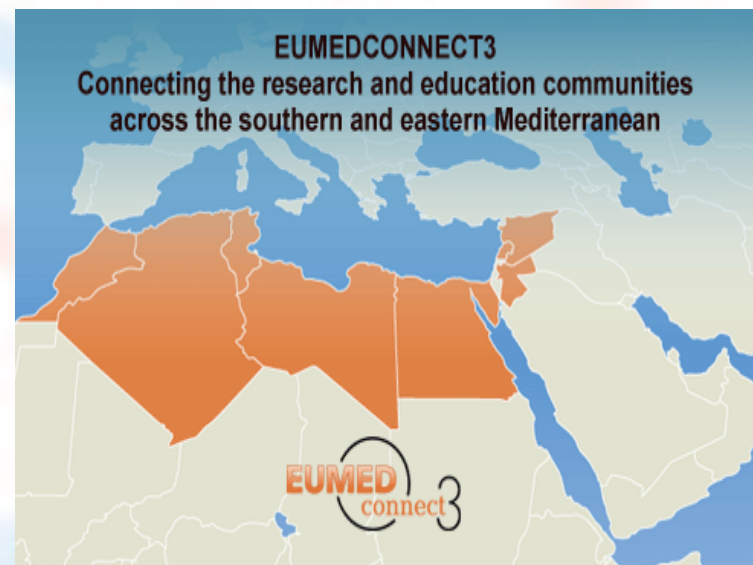 EUMEDCONNECT3
Connecting the research and education communities
across the southern and eastern Mediterranean
EUMED
connect3